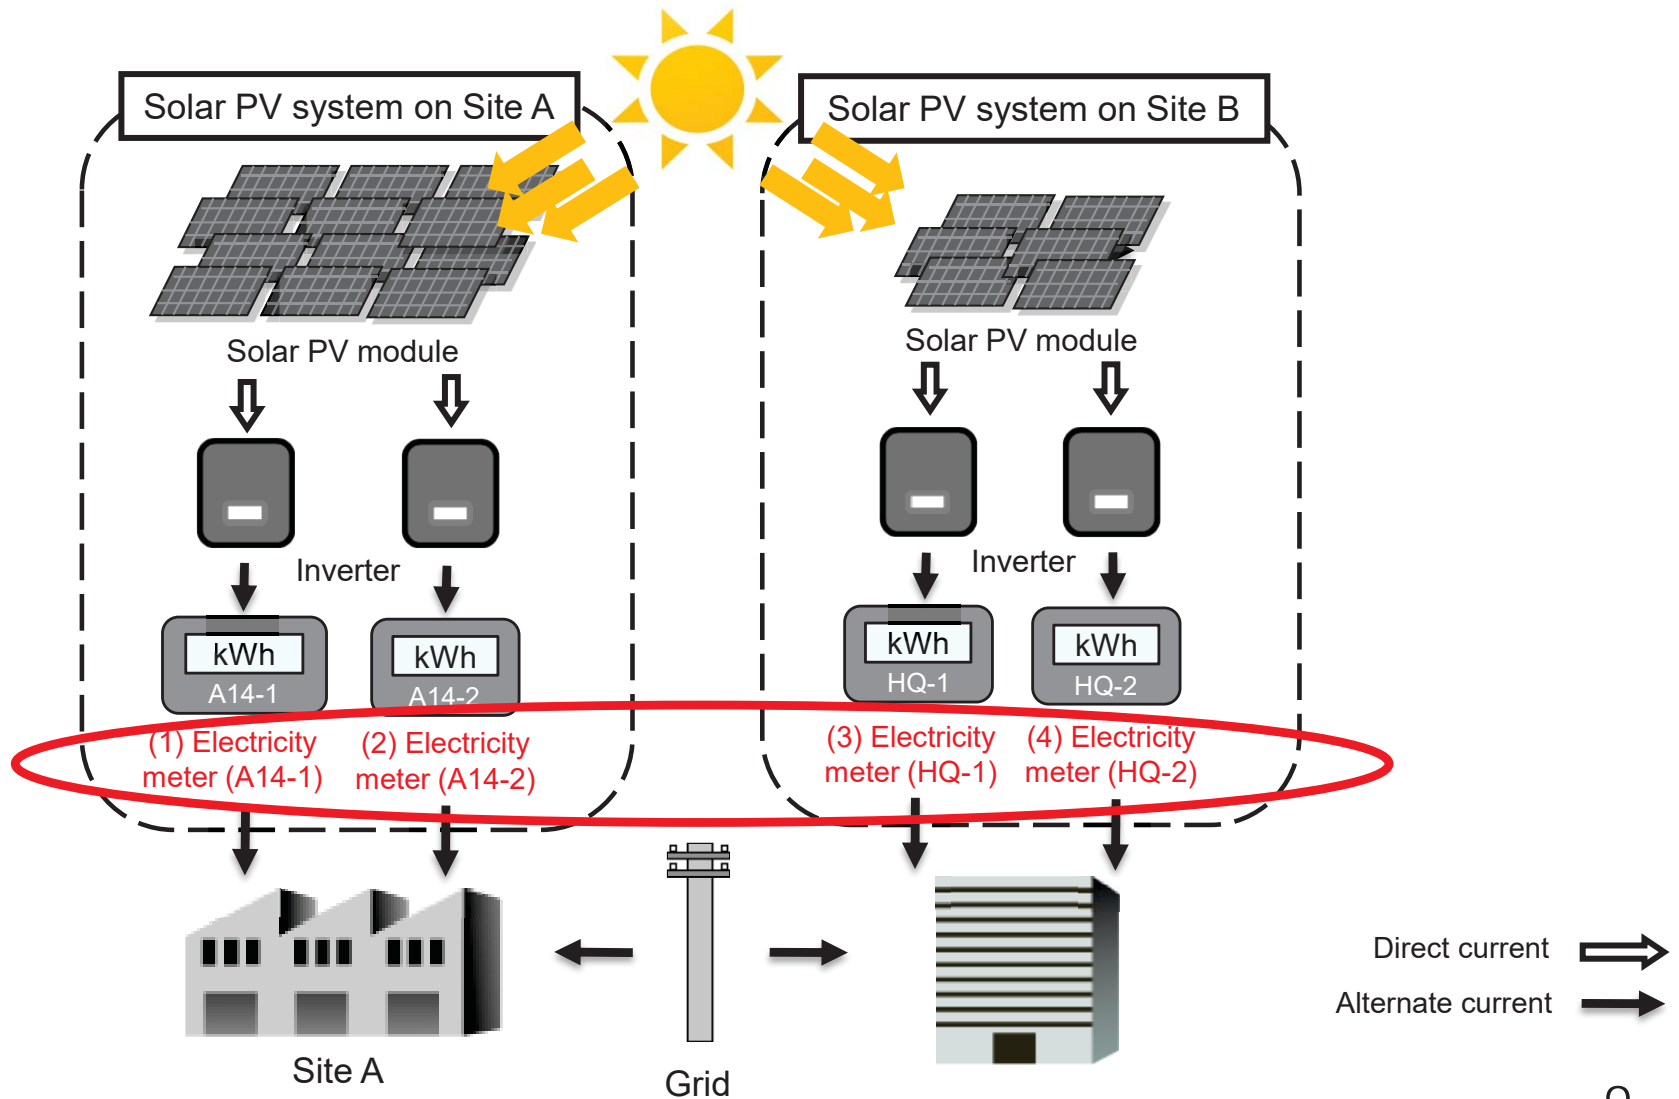 Solar PV system on Site A
Solar PV system on Site B
Solar PV module
Solar PV module
Inverter
Inverter
kWh
A14-1
kWh
A14-2
kWh
HQ-1
kWh
HQ-2
(1) Electricity
meter (A14-1)
(2) Electricity
meter (A14-2)
(3) Electricity
meter (HQ-1)
(4) Electricity
meter (HQ-2)
Direct current
Alternate current
Site A
Grid